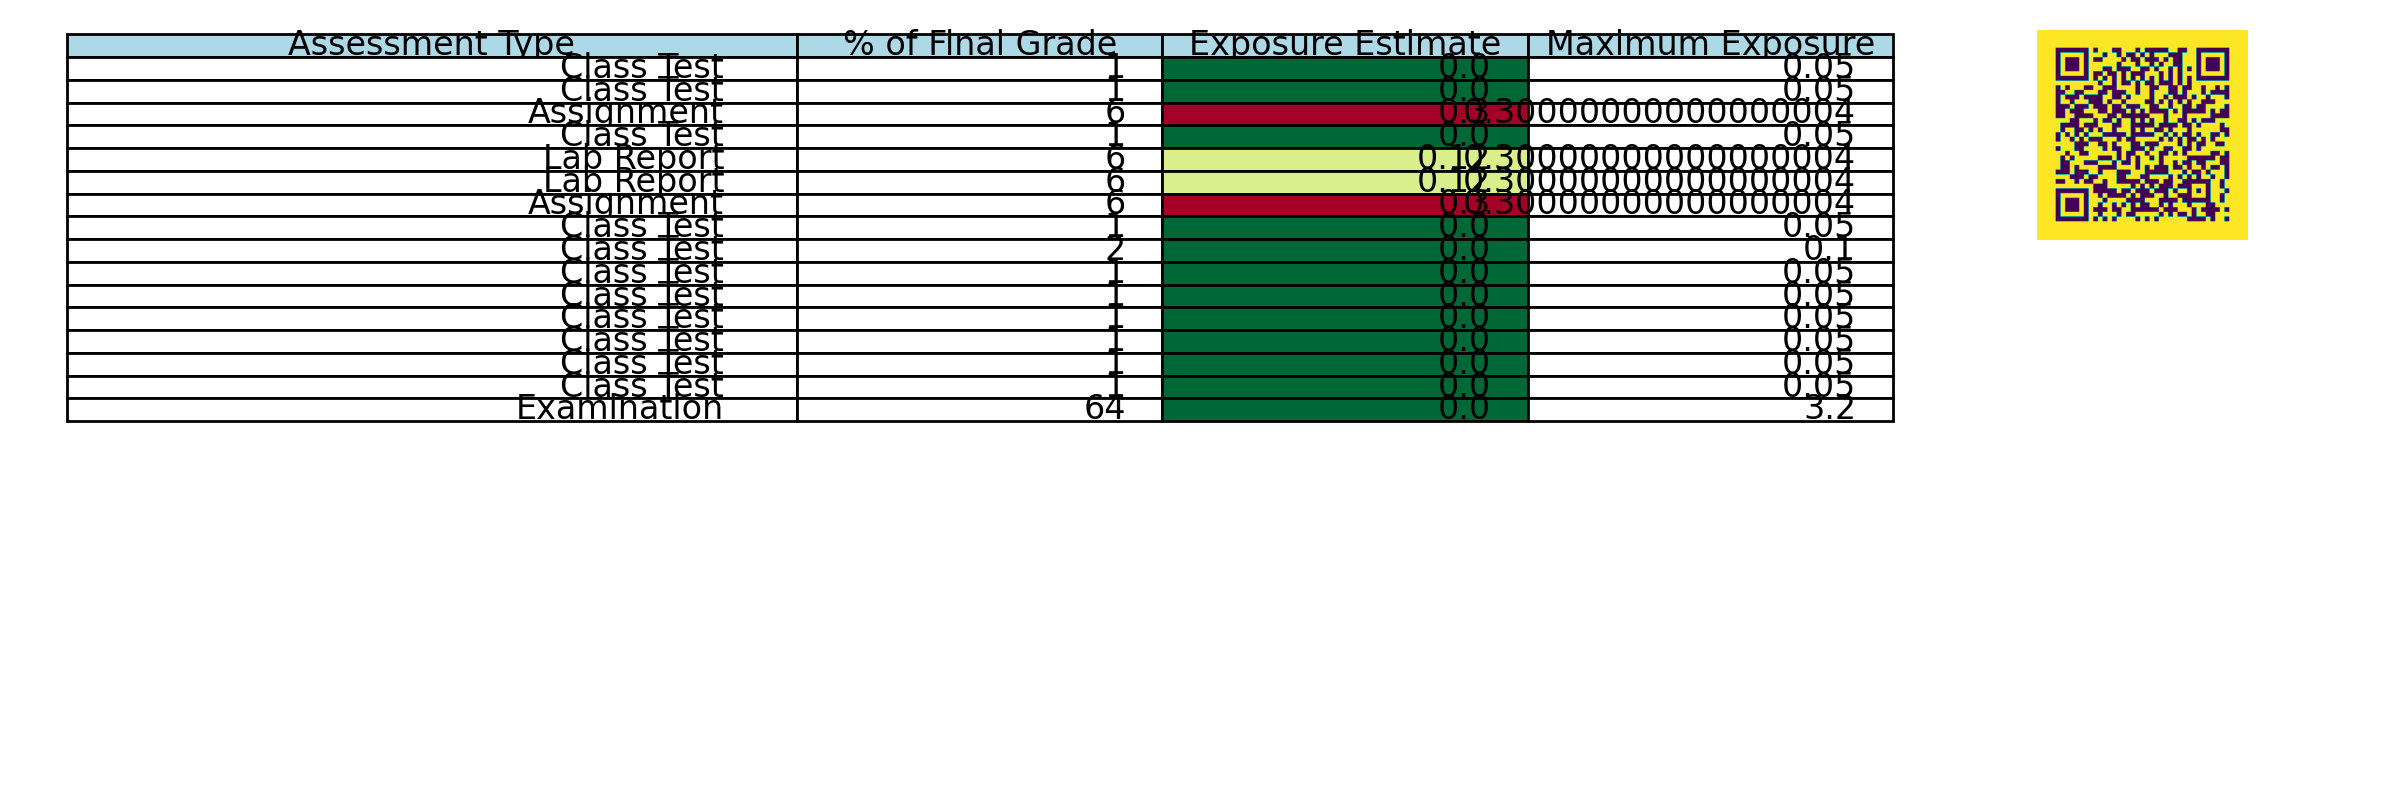 Assessment Type % of Final Grade Exposure Estimate Maximum Exposure
Class Test 1 0.0 0.05
Class Test 1 0.0 0.05
Assignment 6 0.3 0.30000000000000004
Class Test 1 0.0 0.05
Lab Report 6 0.12 0.30000000000000004
Lab Report 6 0.12 0.30000000000000004
Assignment 6 0.3 0.30000000000000004
Class Test 1 0.0 0.05
Class Test 2 0.0 0.1
Class Test 1 0.0 0.05
Class Test 1 0.0 0.05
Class Test 1 0.0 0.05
Class Test 1 0.0 0.05
Class Test 1 0.0 0.05
Class Test 1 0.0 0.05
Examination 64 0.0 3.2